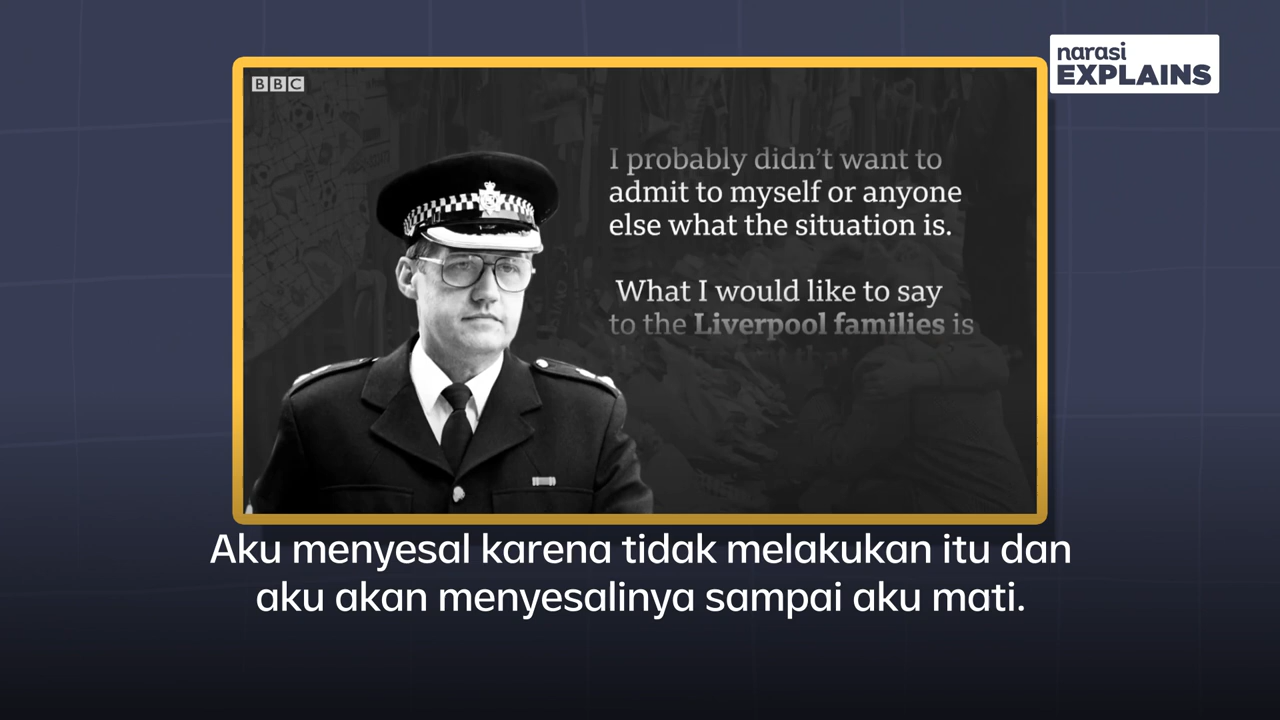 narasi
EXPLAINS
BBC
I probably didn’t want to
admit to myself or anyone
else what the situation is.
What I would like to say
to the Liverpool families is
Aku menyesal karena tidak melakukan itu dan
aku akan menyesalinya sampai aku mati.